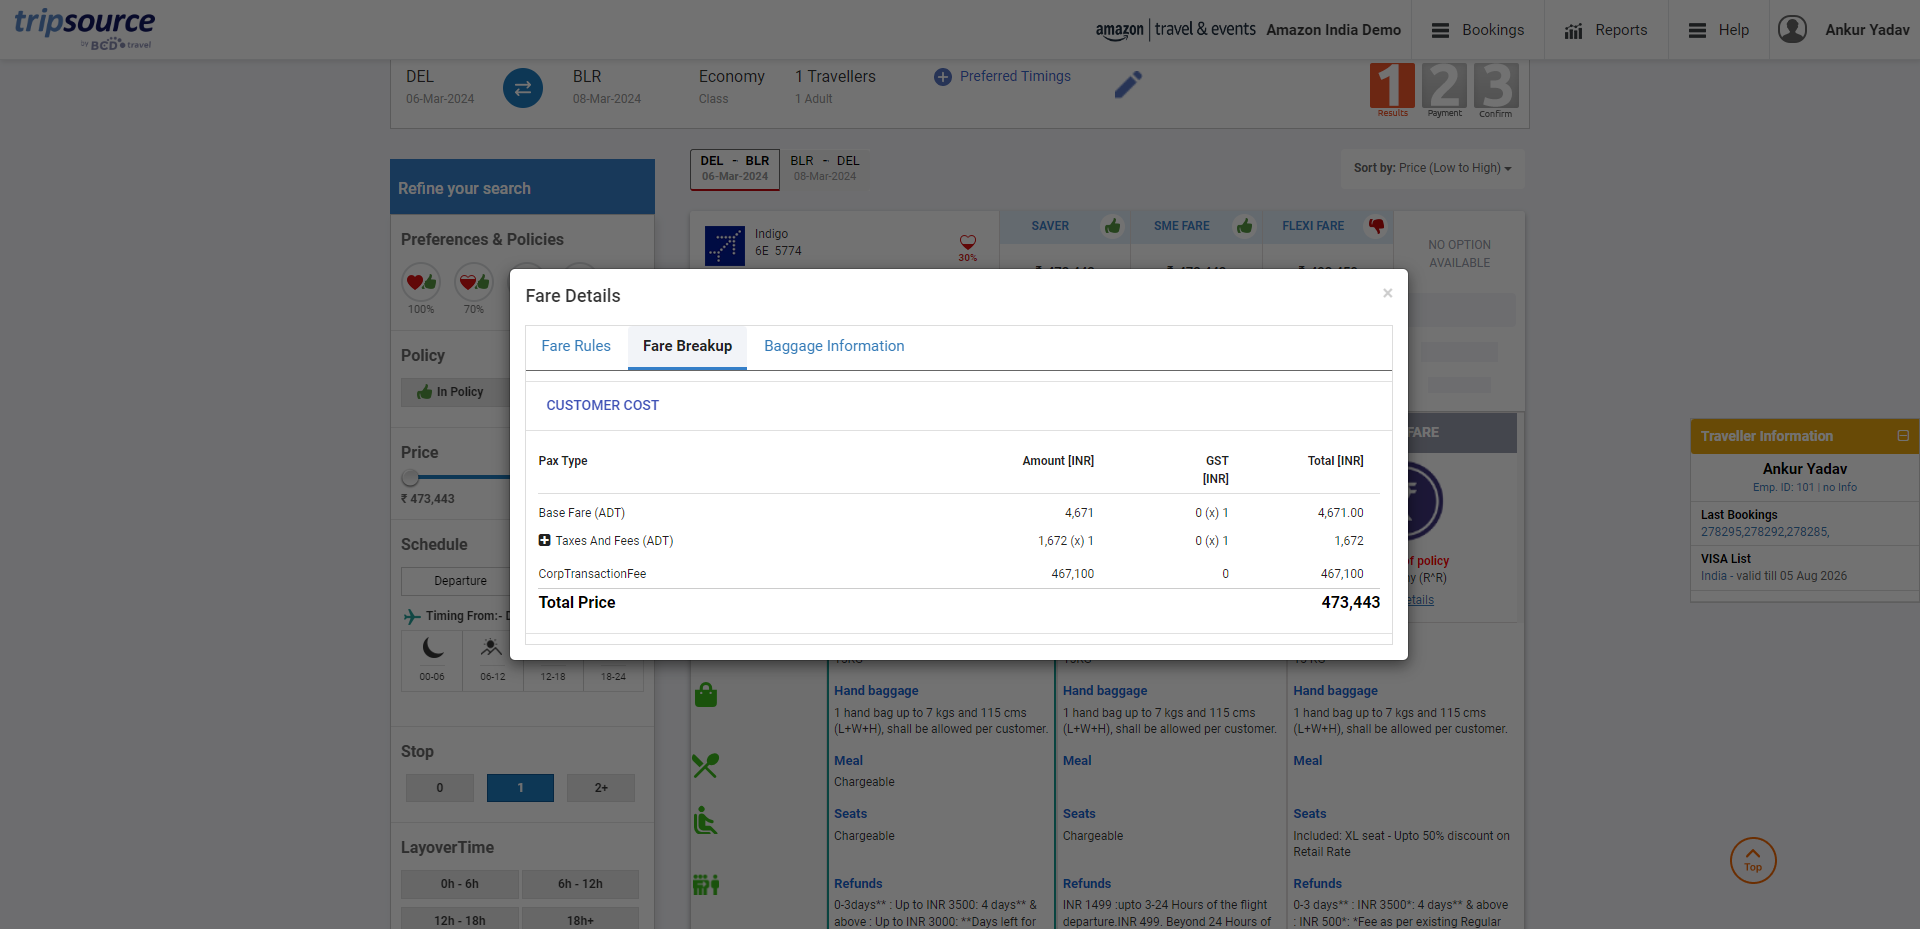 tripsource
by BCD travel
amazon travel & events Amazon India Demo
Bookings
Reports
Help
Ankur Yadav
DEL
06-Mar-2024
BLR
08-Mar-2024
Economy
Class
1 Travellers
1 Adult
Preferred Timings
1 2 3
Results Payment Confirm
DEL - BLR
06-Mar-2024
BLR - DEL
08-Mar-2024
Sort by: Price (Low to High)
Refine your search
Preferences & Policies
100% 70%
Policy
In Policy
Price
₹ 473,443
Schedule
Departure
Timing From:-
00-06 06-12 12-18 18-24
Stop
0 1 2+
LayoverTime
0h - 6h 6h - 12h
12h - 18h 18h+
Indigo
6E 5774
30%
SAVER SME FARE FLEXI FARE
NO OPTION
AVAILABLE
Fare Details
×
Fare Rules Fare Breakup Baggage Information
CUSTOMER COST
Pax Type Amount [INR] GST [INR] Total [INR]
Base Fare (ADT) 4,671 0 (x) 1 4,671.00
Taxes And Fees (ADT) 1,672 (x) 1 0 (x) 1 1,672
CorpTransactionFee 467,100 0 467,100
Total Price 473,443
FARE
of policy
(R^R)
Hand baggage
1 hand bag up to 7 kgs and 115 cms
(L+W+H), shall be allowed per customer.
Meal
Chargeable
Seats
Chargeable
Refunds
0-3days** : Up to INR 3500: 4 days** &
above : Up to INR 3000: **Days left for
Hand baggage
1 hand bag up to 7 kgs and 115 cms
(L+W+H), shall be allowed per customer.
Meal
Seats
Chargeable
Refunds
INR 1499 :upto 3-24 Hours of the flight
departure.INR 499. Beyond 24 Hours of
Hand baggage
1 hand bag up to 7 kgs and 115 cms
(L+W+H), shall be allowed per customer.
Meal
Seats
Included: XL seat - Upto 50% discount on
Retail Rate
Refunds
0-3 days** : INR 3500*: 4 days** & above
: INR 500*: *Fee as per existing Regular
Traveller Information
Ankur Yadav
Emp. ID: 101 | no Info
Last Bookings
278295,278292,278285,
VISA List
India - valid till 05 Aug 2026
Top